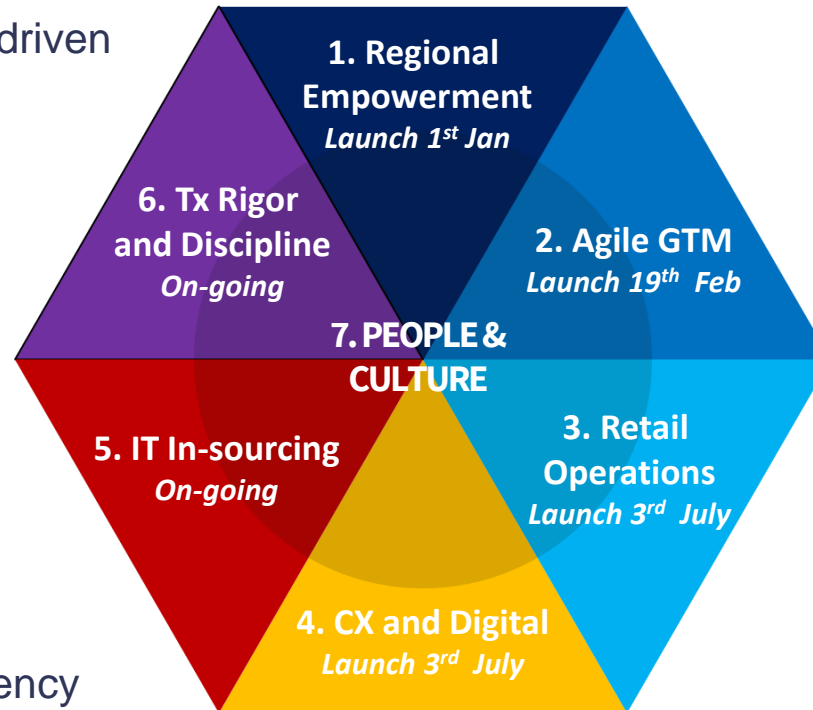 driven
1. Regional
Empowerment
Launch 1st Jan
6. Tx Rigor
and Discipline
On-going
2. Agile GTM
Launch 19th Feb
7. PEOPLE &
CULTURE
5. IT In-sourcing
On-going
3. Retail
Operations
Launch 3rd July
4. CX and Digital
Launch 3rd July
ency